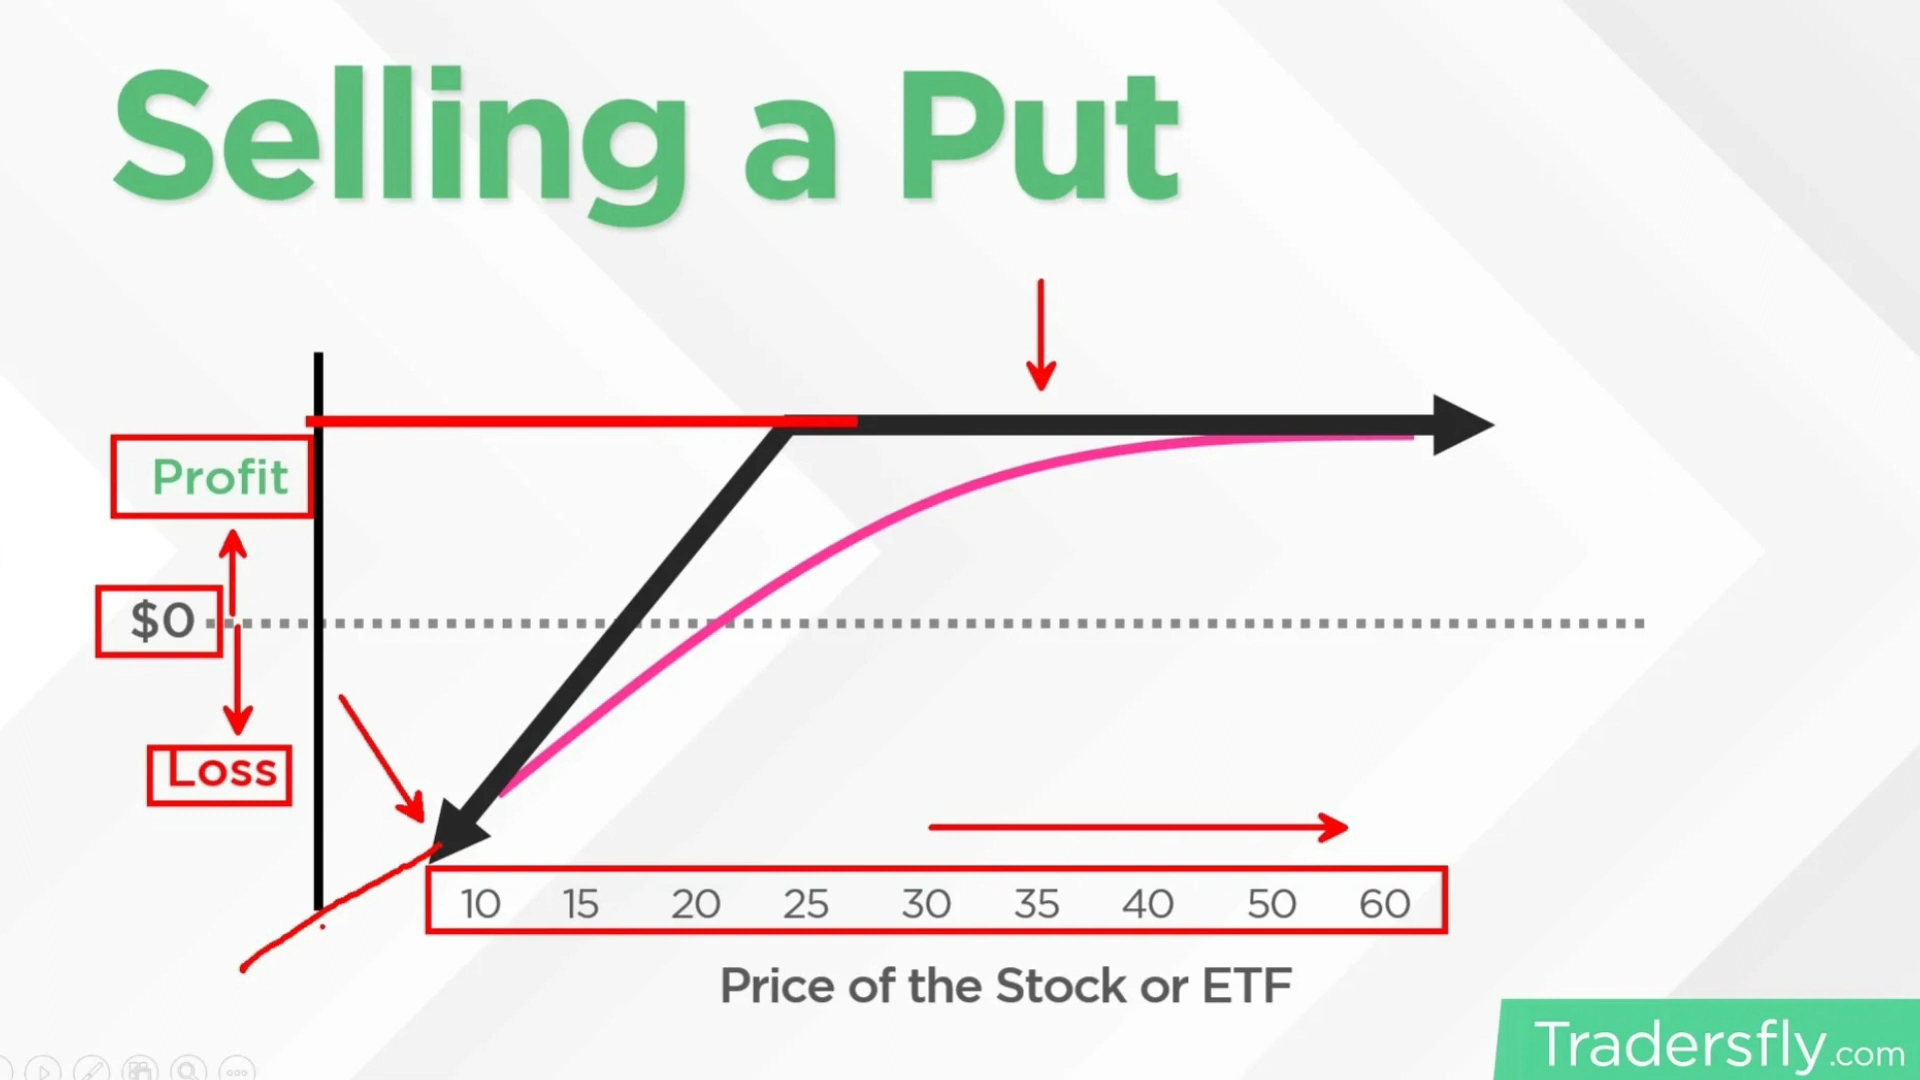 Selling a Put
Profit
$0
Loss
10 15 20 25 30 35 40 50 60
Price of the Stock or ETF
Tradersfly.com